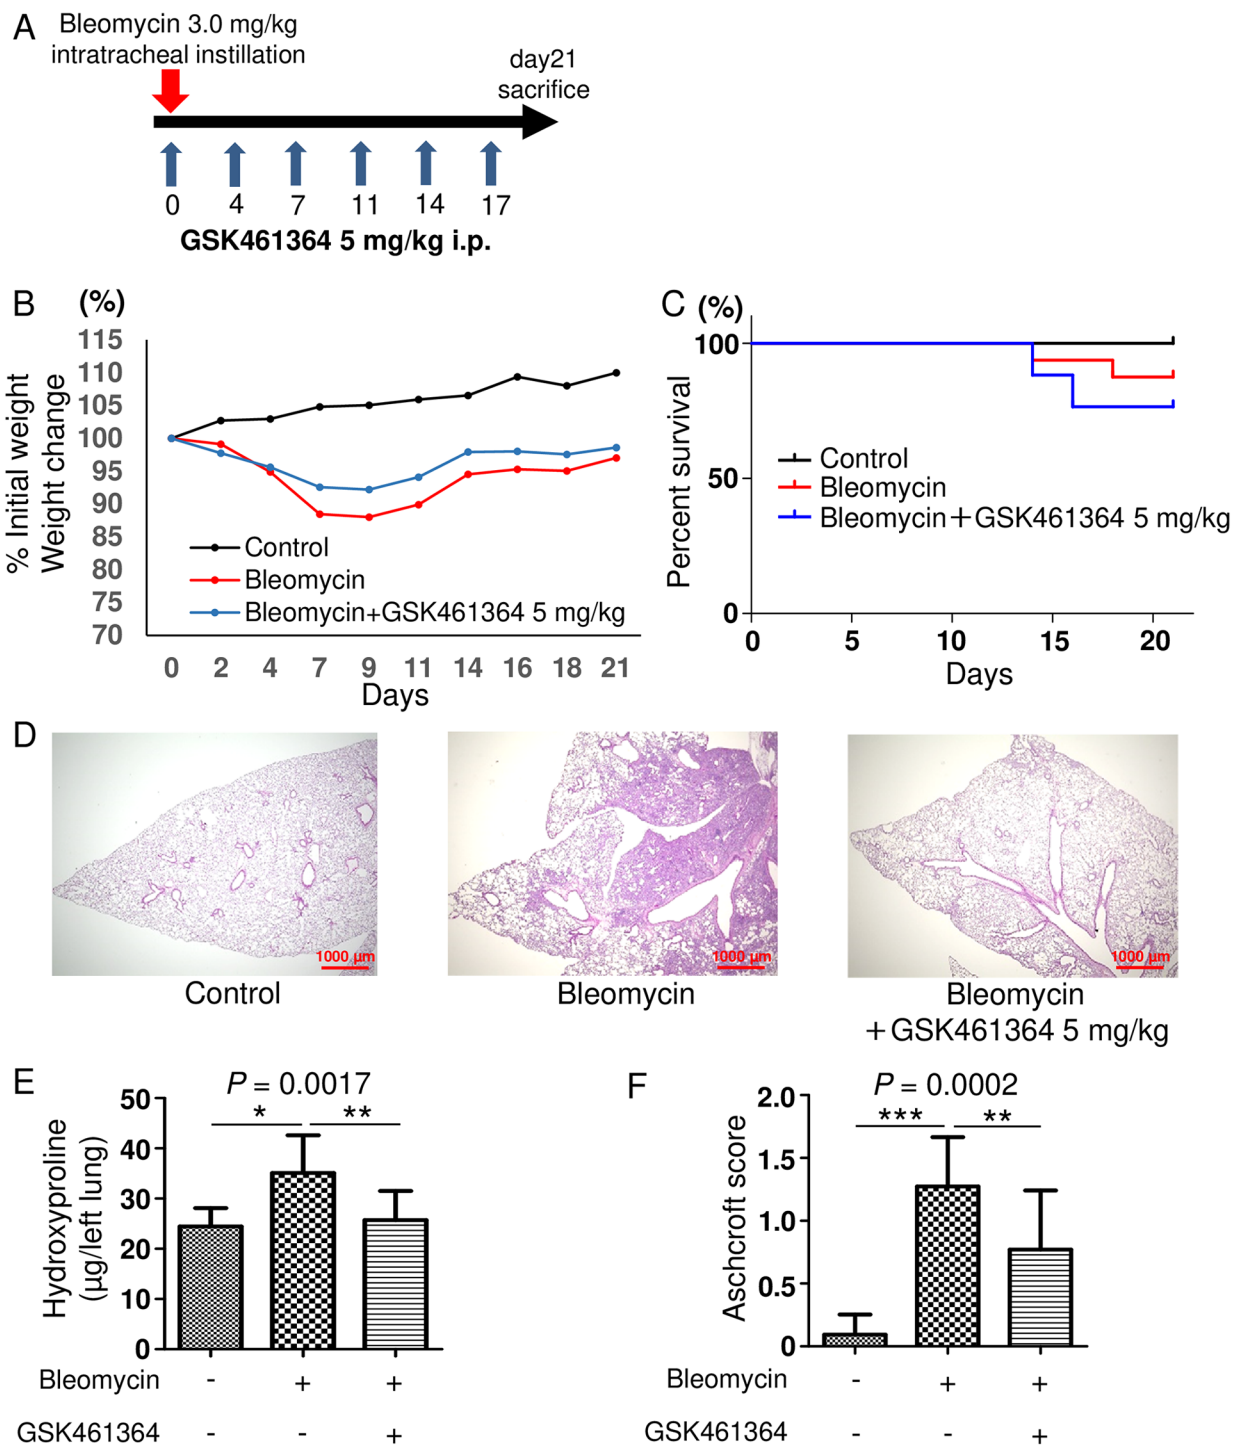 A
Bleomycin 3.0 mg/kg
intratracheal instillation
day21
sacrifice
0 4 7 11 14 17
GSK461364 5 mg/kg i.p.
B
(%)
% Initial weight
Weight change
115
110
105
100
95
90
85
80
75
70
Control
Bleomycin
Bleomycin+GSK461364 5 mg/kg
0 2 4 7 9 11 14 16 18 21
Days
C
(%)
Percent survival
100
50
0
Control
Bleomycin
Bleomycin+GSK461364 5 mg/kg
0 5 10 15 20
Days
D
1000 µm
1000 µm
1000 µm
Control
Bleomycin
Bleomycin
+GSK461364 5 mg/kg
E
P = 0.0017
* **
Hydroxyproline
(µg/left lung)
50
40
30
20
10
0
Bleomycin - + +
GSK461364 - - +
F
P = 0.0002
*** **
Aschcroft score
2.0
1.5
1.0
0.5
0
Bleomycin - + +
GSK461364 - - +